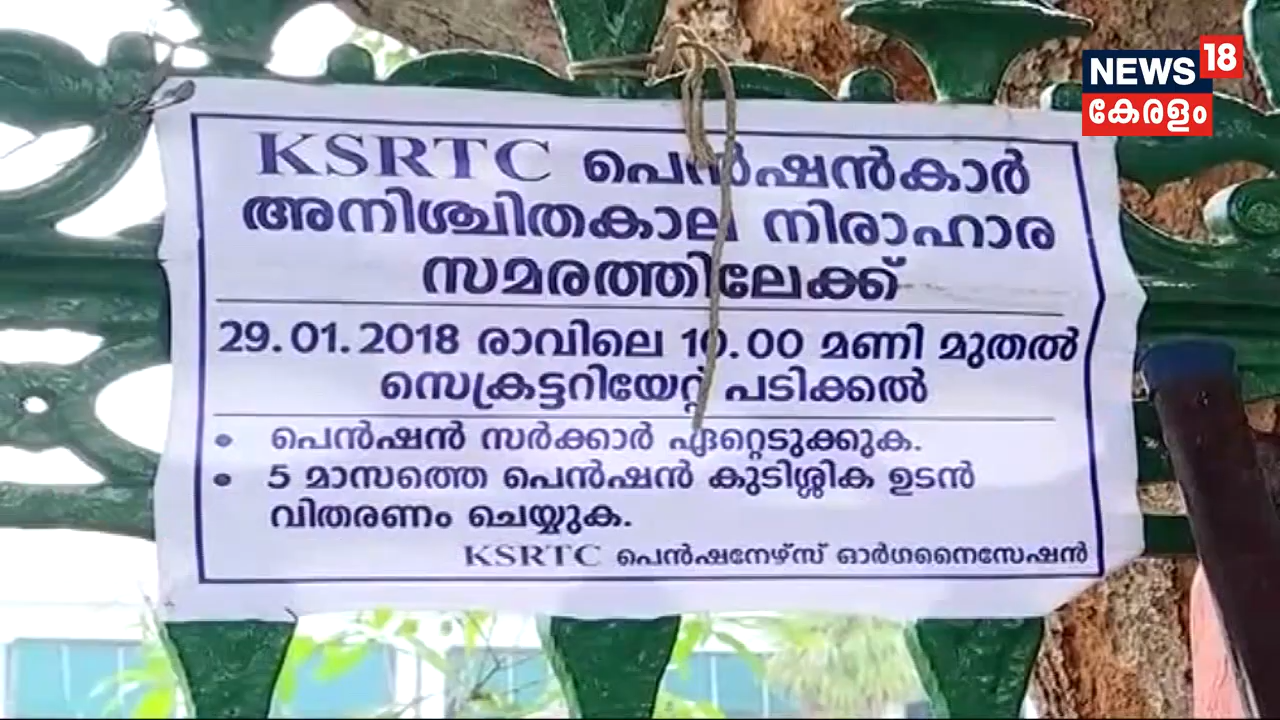 NEWS 18
കേരളം
KSRTC പെൻഷൻകാർ
അനിശ്ചിതകാല നിരാഹാര
സമരത്തിലേക്ക്
29.01.2018 രാവിലെ 10.00 മണി മുതൽ
സെക്രട്ടറിയേറ്റ് പടിക്കൽ
• പെൻഷൻ സർക്കാർ ഏറ്റെടുക്കുക.
• 5 മാസത്തെ പെൻഷൻ കുടിശ്ശിക ഉടൻ
വിതരണം ചെയ്യുക.
KSRTC പെൻഷനേഴ്സ് ഓർഗനൈസേഷൻ